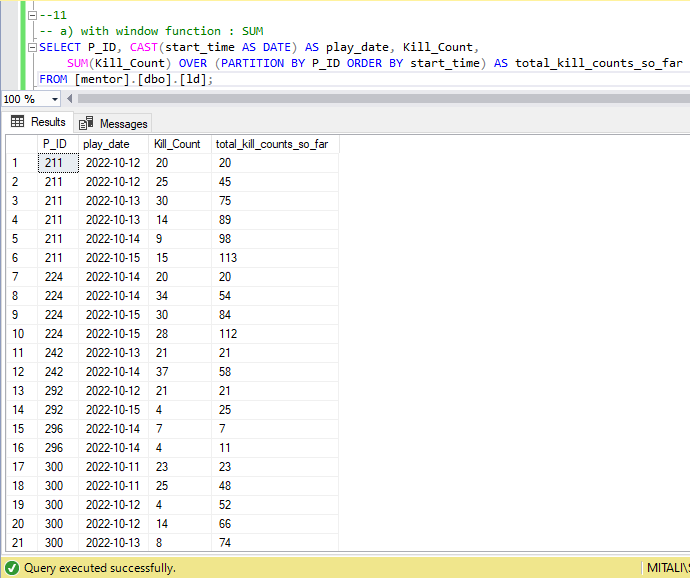 --11
-- a) with window function : SUM
SELECT P_ID, CAST(start_time AS DATE) AS play_date, Kill_Count,
SUM(Kill_Count) OVER (PARTITION BY P_ID ORDER BY start_time) AS total_kill_counts_so_far
FROM [mentor].[dbo].[ld];
100 %
Results Messages
P_ID play_date Kill_Count total_kill_counts_so_far
1 211 2022-10-12 20 20
2 211 2022-10-12 25 45
3 211 2022-10-13 30 75
4 211 2022-10-13 14 89
5 211 2022-10-14 9 98
6 211 2022-10-15 15 113
7 224 2022-10-14 20 20
8 224 2022-10-14 34 54
9 224 2022-10-15 30 84
10 224 2022-10-15 28 112
11 242 2022-10-13 21 21
12 242 2022-10-14 37 58
13 292 2022-10-12 21 21
14 292 2022-10-15 4 25
15 296 2022-10-14 7 7
16 296 2022-10-14 4 11
17 300 2022-10-11 23 23
18 300 2022-10-11 25 48
19 300 2022-10-12 4 52
20 300 2022-10-12 14 66
21 300 2022-10-13 8 74
Query executed successfully. MITALI\